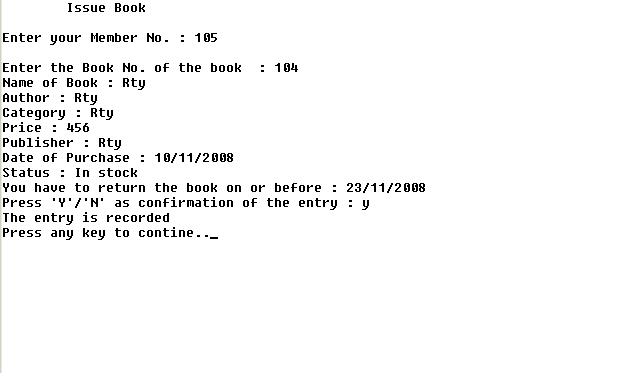 Issue Book
Enter your Member No. : 105
Enter the Book No. of the book  : 104
Name of Book : Rty
Author : Rty
Category : Rty
Price : 456
Publisher : Rty
Date of Purchase : 10/11/2008
Status : In stock
You have to return the book on or before : 23/11/2008
Press 'Y'/'N' as confirmation of the entry : y
The entry is recorded
Press any key to contine.._